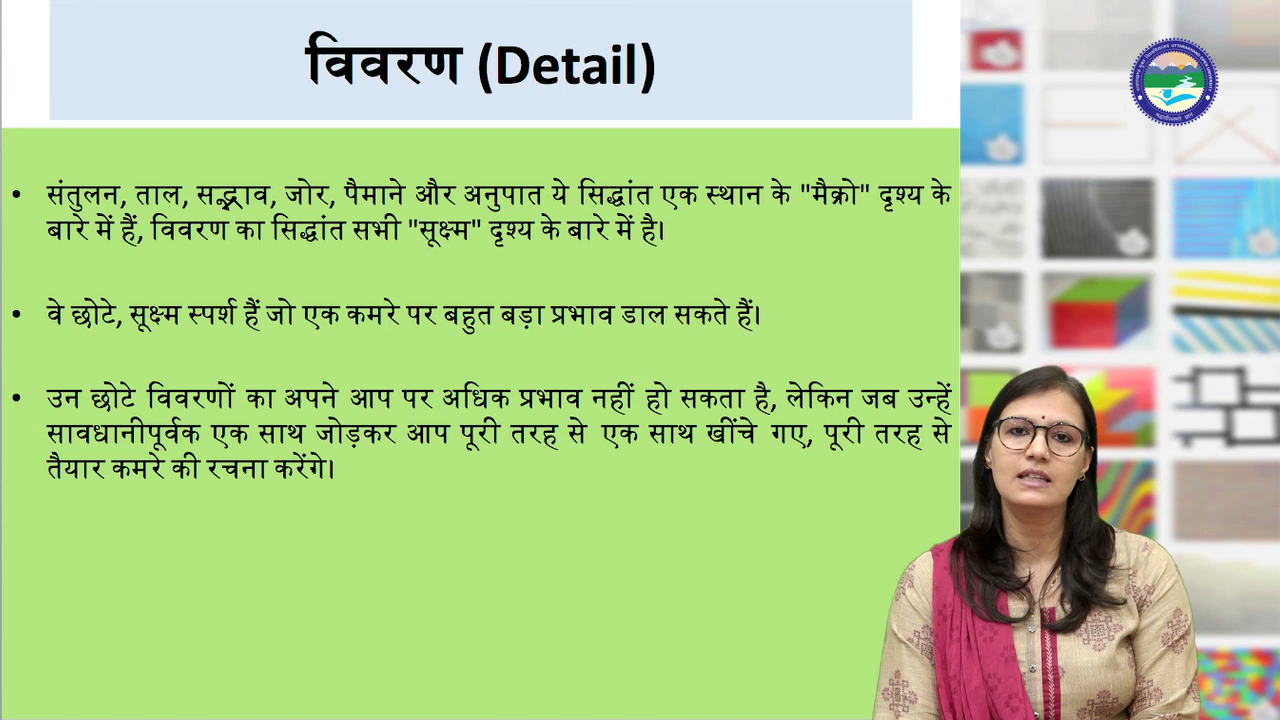 विवरण (Detail)
• संतुलन, ताल, सद्भाव, जोर, पैमाने और अनुपात ये सिद्धांत एक स्थान के "मैक्रो" दृश्य के
बारे में हैं, विवरण का सिद्धांत सभी "सूक्ष्म" दृश्य के बारे में है।
• वे छोटे, सूक्ष्म स्पर्श हैं जो एक कमरे पर बहुत बड़ा प्रभाव डाल सकते हैं।
• उन छोटे विवरणों का अपने आप पर अधिक प्रभाव नहीं हो सकता है, लेकिन जब उन्हें
सावधानीपूर्वक एक साथ जोड़कर आप पूरी तरह से एक साथ खींचे गए, पूरी तरह से
तैयार कमरे की रचना करेंगे।